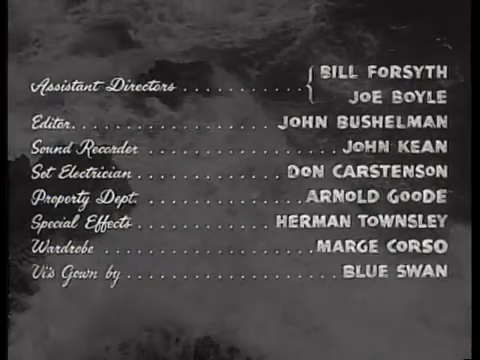 Assistant Directors . . . . . . . . . . . { BILL FORSYTH
JOE BOYLE
Editor. . . . . . . . . . . . . . . . . . JOHN BUSHELMAN
Sound Recorder . . . . . . . . . . . . . . . JOHN KEAN
Set Electrician . . . . . . . . . . . . DON CARSTENSON
Property Dept. . . . . . . . . . . . . . ARNOLD GOODE
Special Effects . . . . . . . . . . . HERMAN TOWNSLEY
Wardrobe . . . . . . . . . . . . . . . . MARGE CORSO
Vi's Gown by . . . . . . . . . . . . . . . . BLUE SWAN